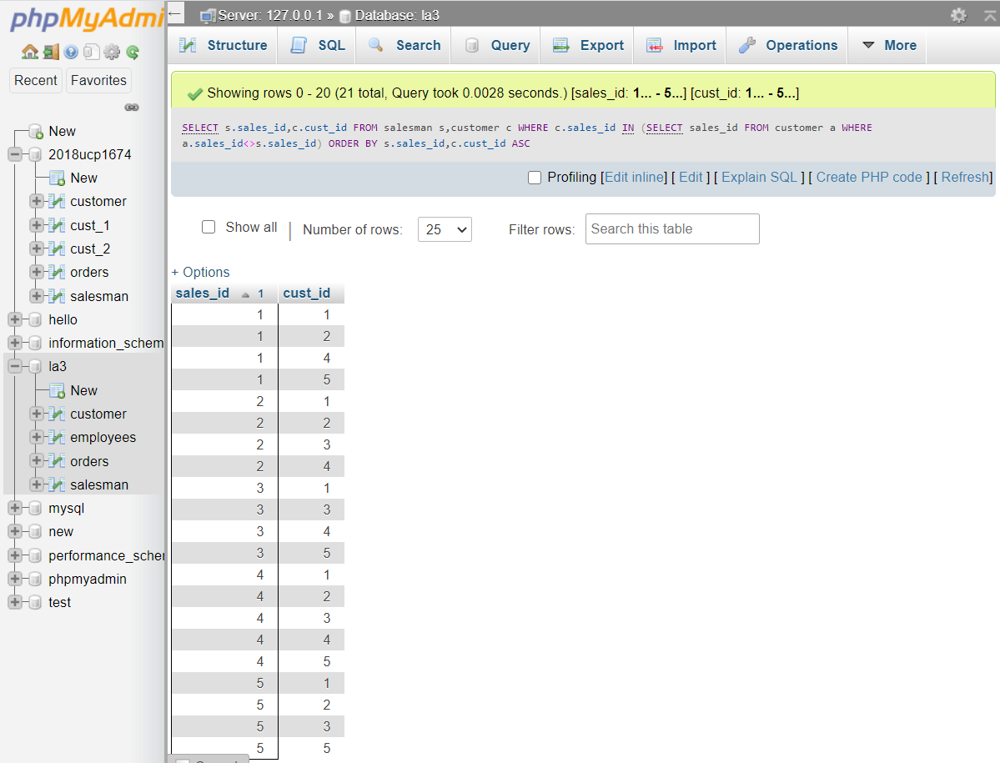 phpMyAdmi
Recent
Favorites
New
2018ucp1674
New
customer
cust_1
cust_2
orders
salesman
hello
information_schem
la3
New
customer
employees
orders
salesman
mysql
new
performance_scher
phpmyadmin
test
Server: 127.0.0.1 » Database: la3
Structure SQL Search Query Export Import Operations More
Showing rows 0 - 20 (21 total, Query took 0.0028 seconds.) [sales_id: 1... - 5...] [cust_id: 1... - 5...]
SELECT s.sales_id,c.cust_id FROM salesman s,customer c WHERE c.sales_id IN (SELECT sales_id FROM customer a WHERE
a.sales_id<>s.sales_id) ORDER BY s.sales_id,c.cust_id ASC
Profiling [Edit inline] [ Edit ] [ Explain SQL ] [ Create PHP code ] [ Refresh]
Show all | Number of rows: 25 Filter rows: Search this table
+ Options
sales_id 1 cust_id
1 1
1 2
1 4
1 5
2 1
2 2
2 3
2 4
3 1
3 3
3 4
3 5
4 1
4 2
4 3
4 4
4 5
5 1
5 2
5 3
5 5